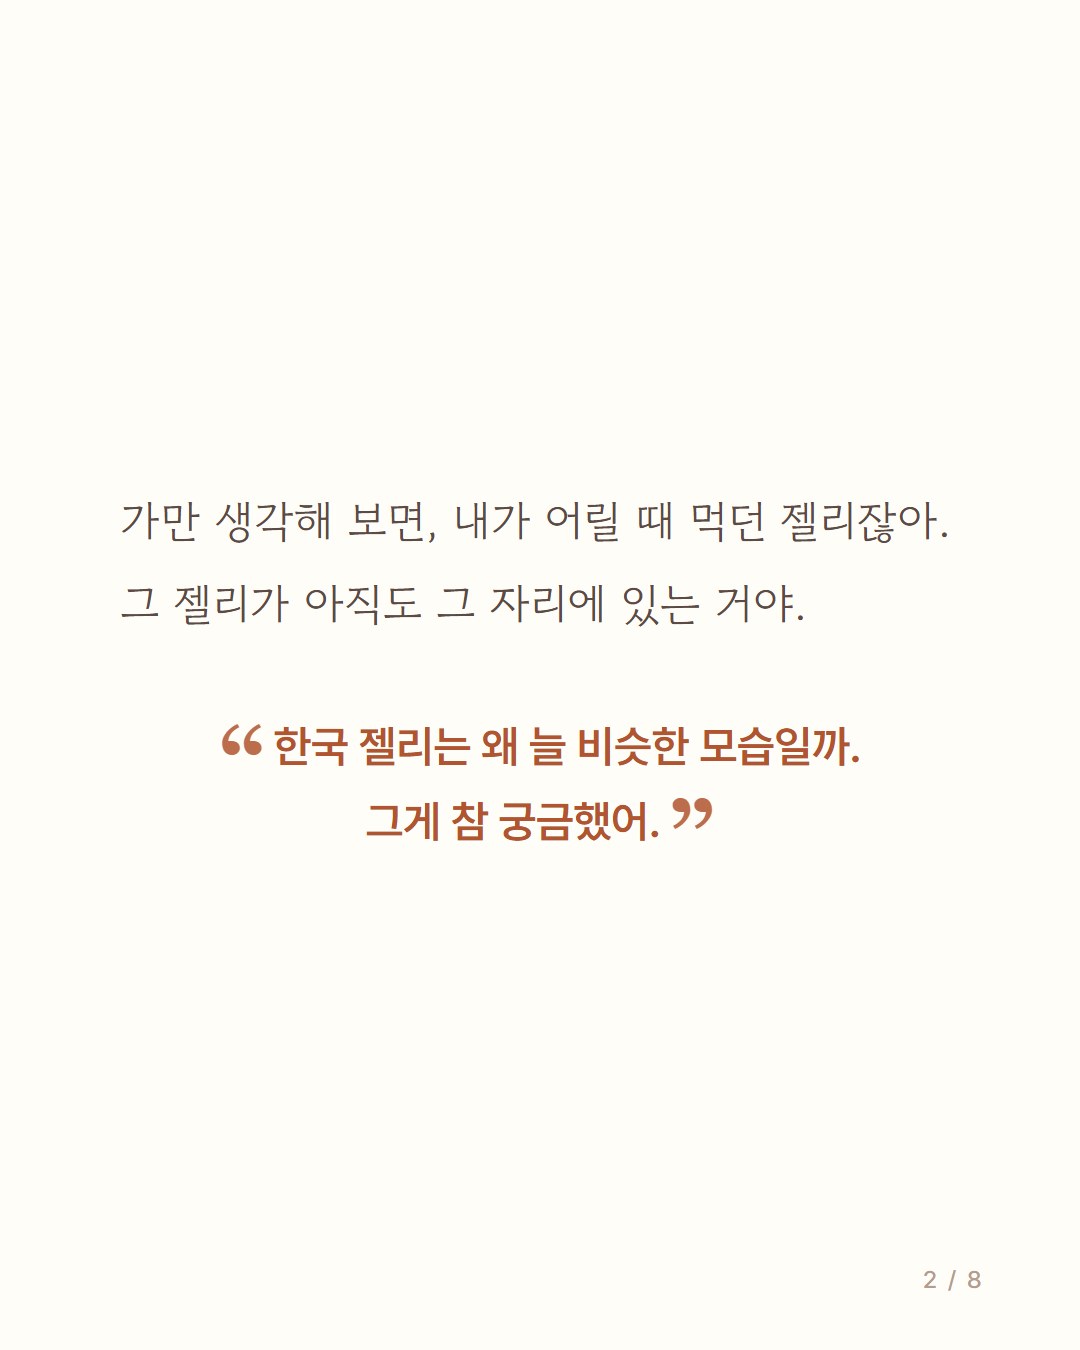 가만 생각해 보면, 내가 어릴 때 먹던 젤리잖아.
그 젤리가 아직도 그 자리에 있는 거야.
“한국 젤리는 왜 늘 비슷한 모습일까.
그게 참 궁금했어.”
2 / 8